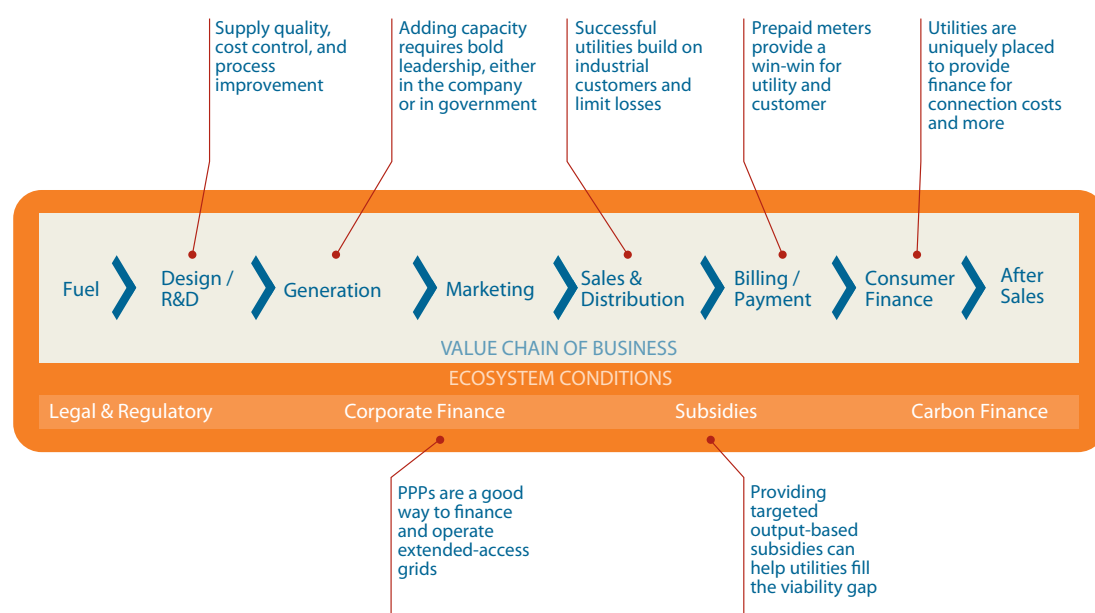 Supply quality,
cost control, and
process
improvement
Adding capacity
requires bold
leadership, either
in the company
or in government
Successful
utilities build on
industrial
customers and
limit losses
Prepaid meters
provide a
win-win for
utility and
customer
Utilities are
uniquely placed
to provide
finance for
connection costs
and more
Fuel
Design /
R&D
Generation
Marketing
Sales &
Distribution
Billing /
Payment
Consumer
Finance
After
Sales
VALUE CHAIN OF BUSINESS
ECOSYSTEM CONDITIONS
Legal & Regulatory
Corporate Finance
Subsidies
Carbon Finance
PPPs are a good
way to finance
and operate
extended-access
grids
Providing
targeted
output-based
subsidies can
help utilities fill
the viability gap